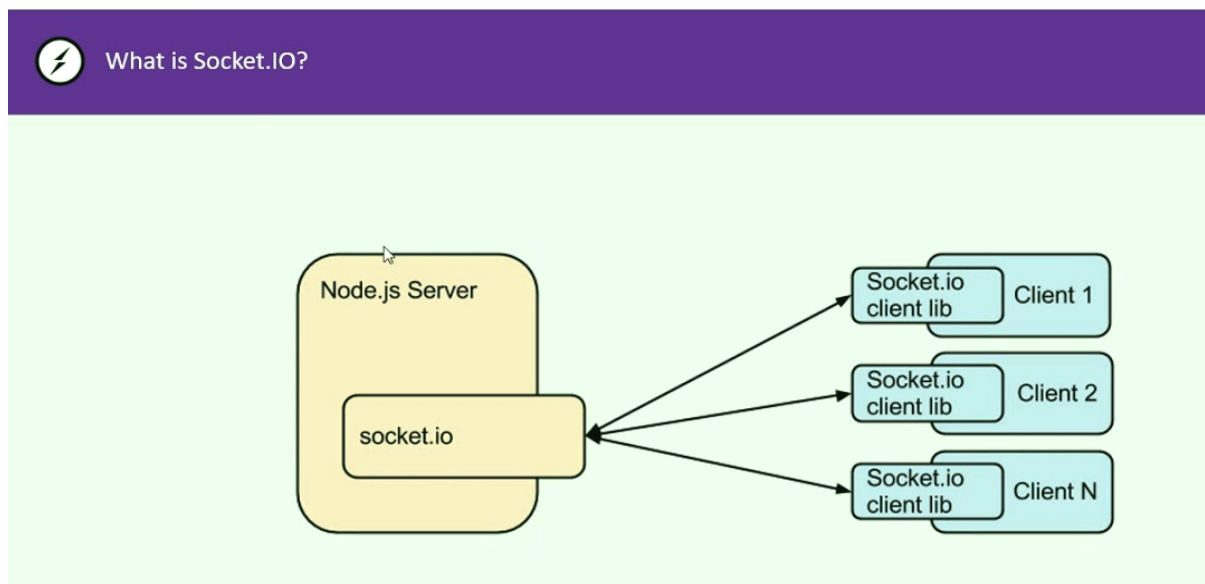 What is Socket.IO?
Node.js Server
socket.io
Socket.io
client lib
Client 1
Socket.io
client lib
Client 2
Socket.io
client lib
Client N